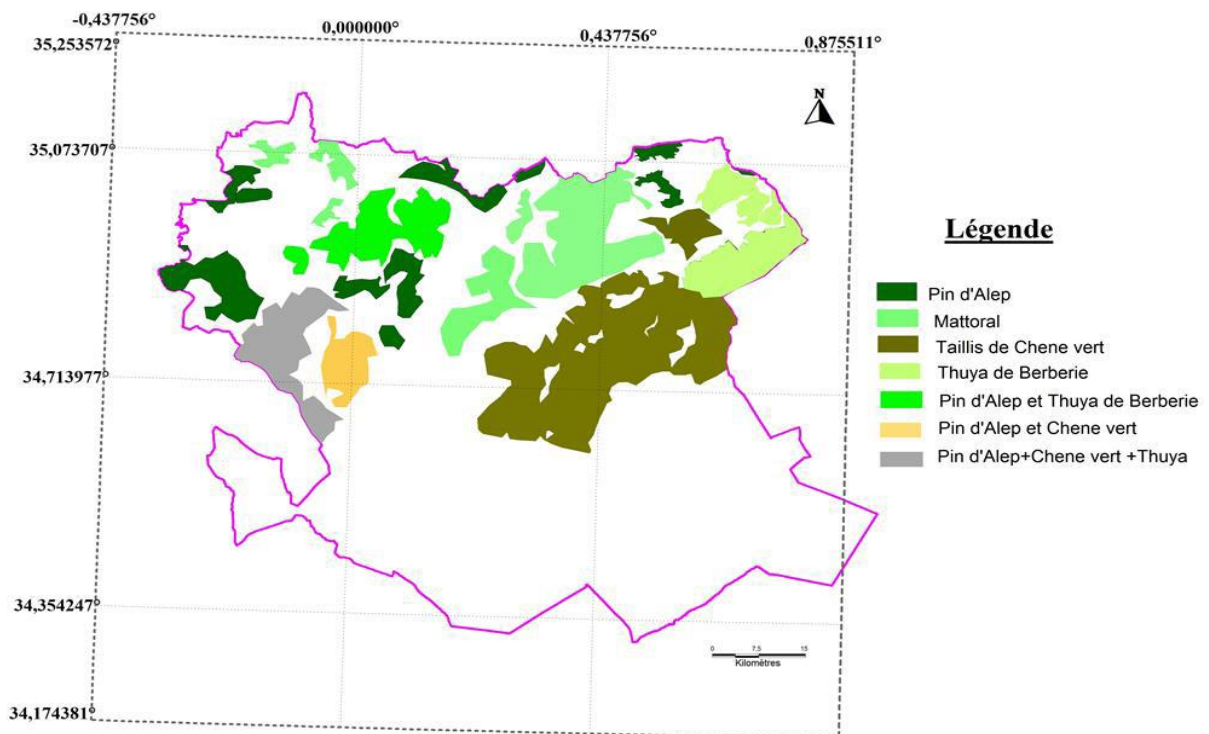 -0,437756°
0,000000°
0,437756°
0,875511°
35,253572°
N
35,073707°
Légende
Pin d'Alep
Mattoral
Taillis de Chene vert
Thuya de Berberie
34,713977°
Pin d'Alep et Thuya de Berberie
Pin d'Alep et Chene vert
Pin d'Alep+Chene vert +Thuya
34,354247°
0 7,5 15
Kilomètres
34,174381°